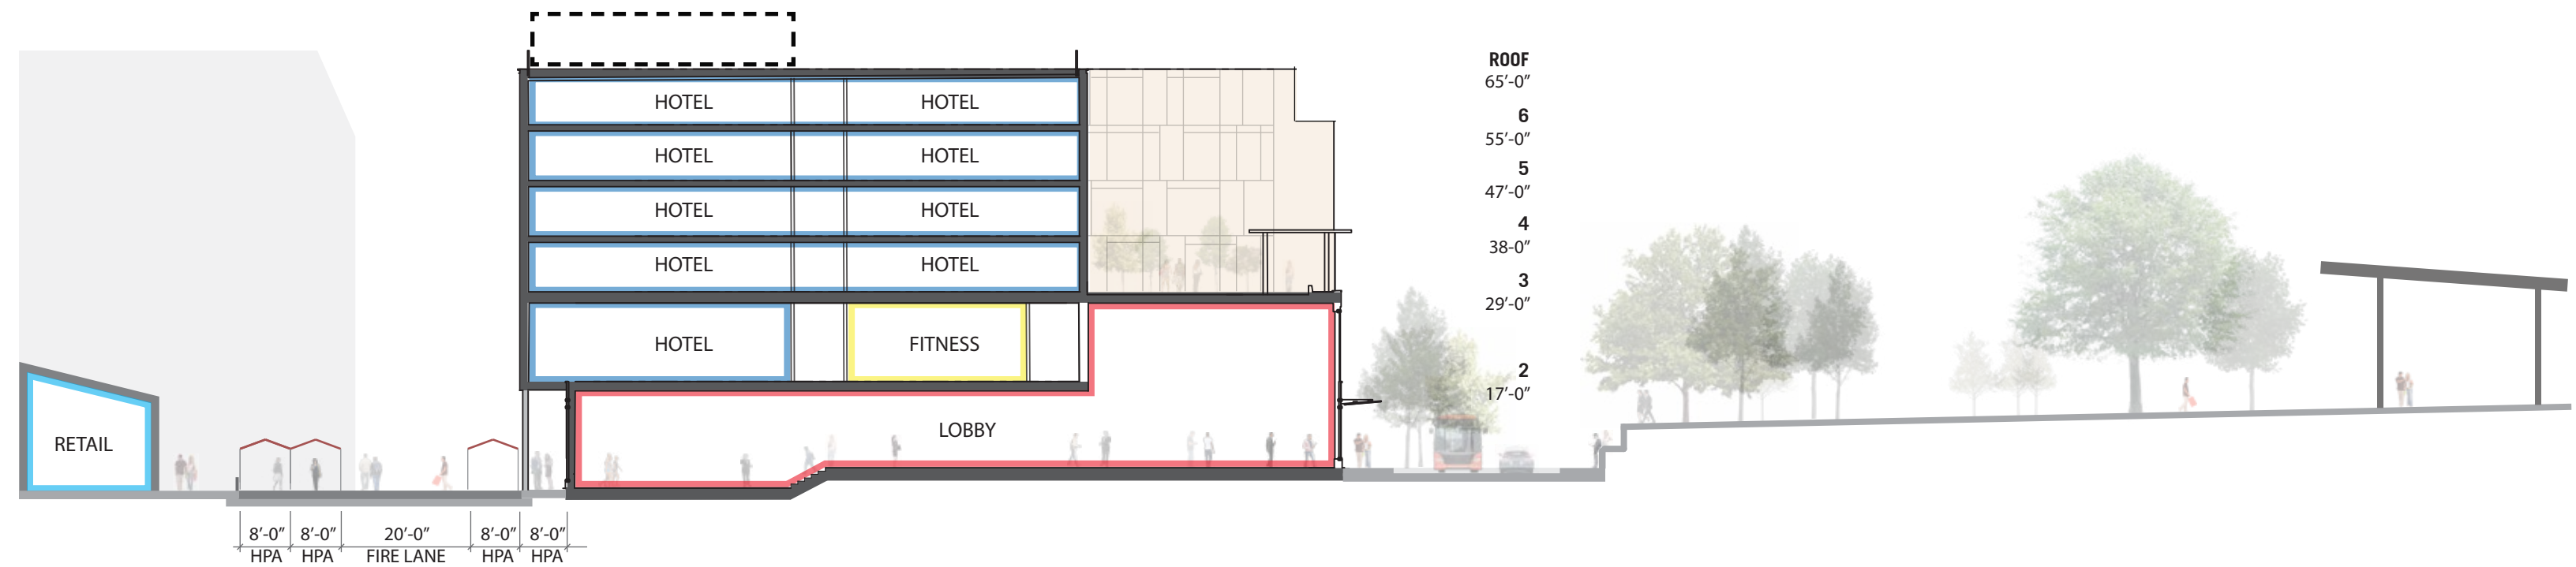 ROOF
65’-0”
6
55’-0”
5
47’-0”
4
38’-0”
3
29’-0”
2
17’-0”
HOTEL HOTEL
HOTEL HOTEL
HOTEL HOTEL
HOTEL HOTEL
HOTEL FITNESS
LOBBY
RETAIL
8’-0” 8’-0” 20’-0” 8’-0” 8’-0”
HPA HPA FIRE LANE HPA HPA